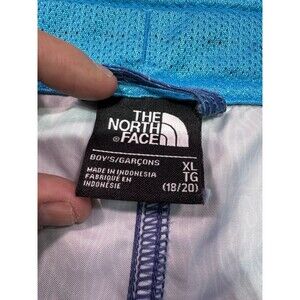 THE
NORTH
®FACE
BOY'S/GARÇONS
MADE IN INDONESIA
FABRIQUÉ EN
INDONÉSIE
XL
TG
(18/20)